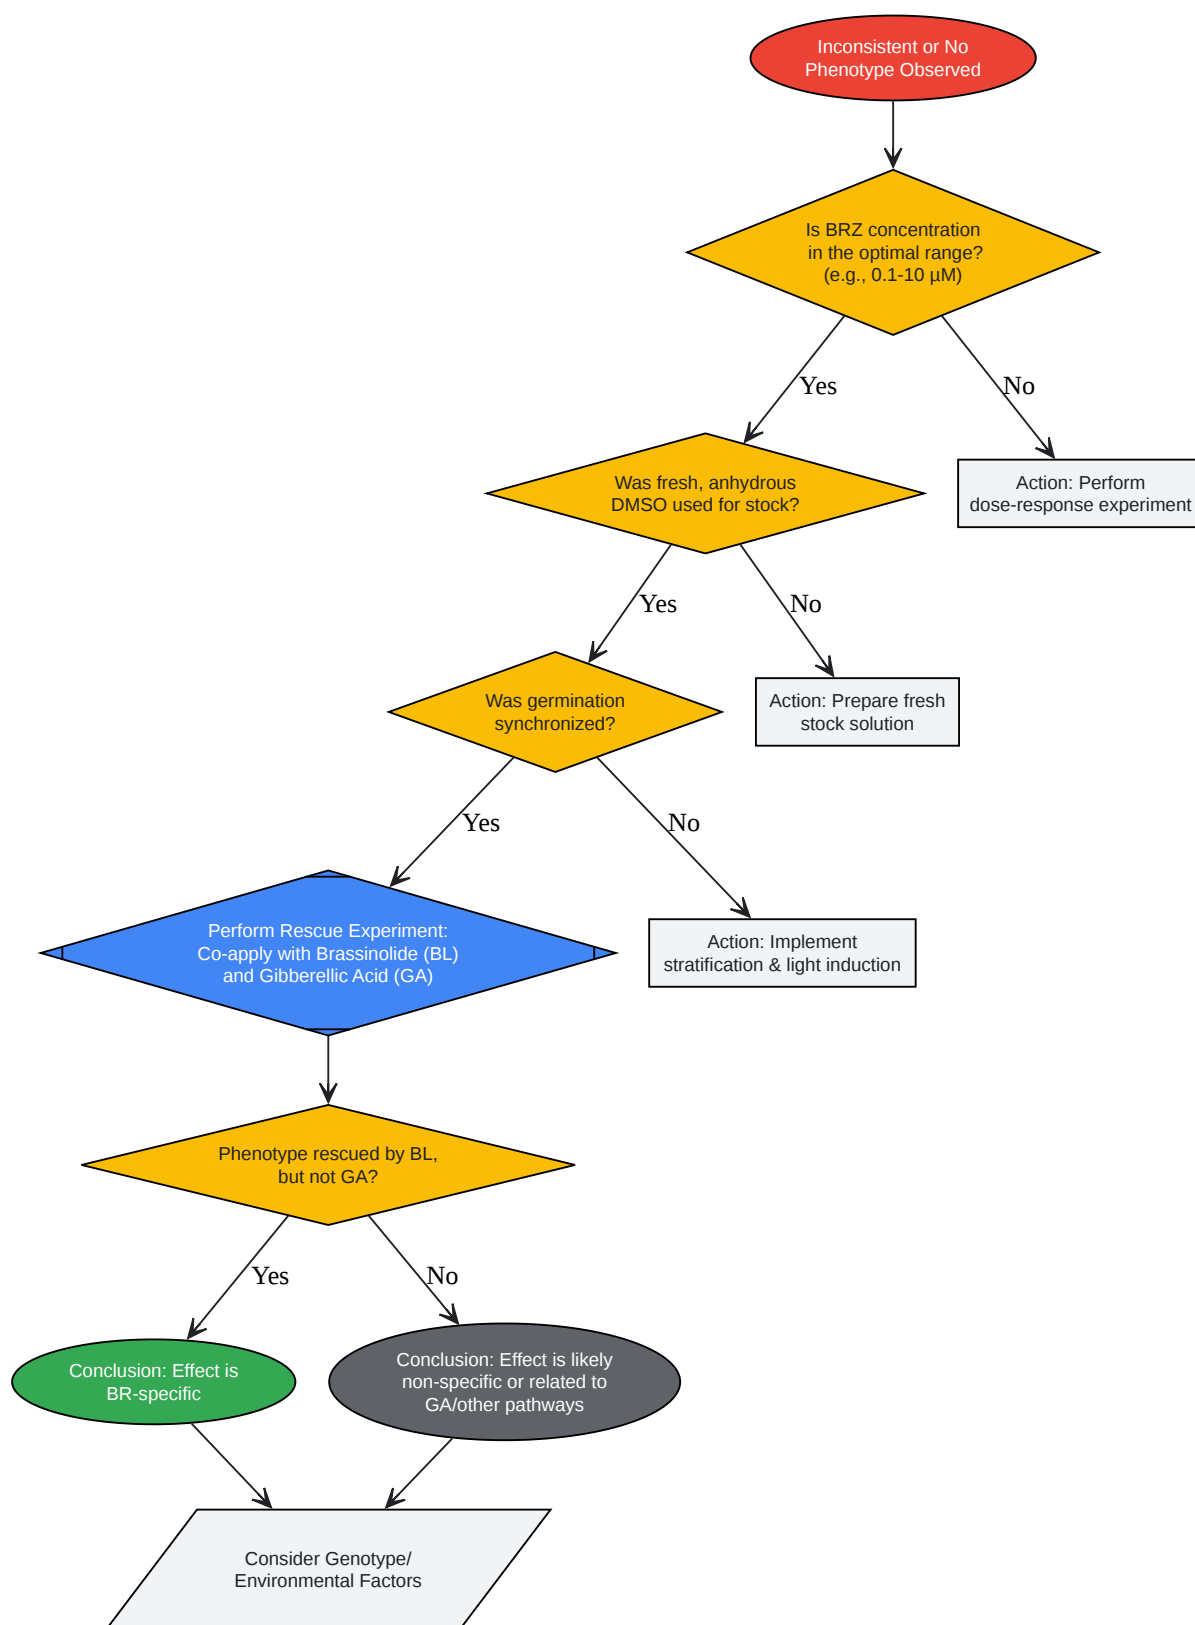 Inconsistent or No
Phenotype Observed
Is BRZ concentration
in the optimal range?
(e.g., 0.1-10 µM)
Yes
No
Was fresh, anhydrous
DMSO used for stock?
Action: Perform
dose-response experiment
Yes
No
Was germination
synchronized?
Action: Prepare fresh
stock solution
Yes
No
Perform Rescue Experiment:
Co-apply with Brassinolide (BL)
and Gibberellic Acid (GA)
Action: Implement
stratification & light induction
Phenotype rescued by BL,
but not GA?
Yes
No
Conclusion: Effect is
BR-specific
Conclusion: Effect is likely
non-specific or related to
GA/other pathways
Consider Genotype/
Environmental Factors